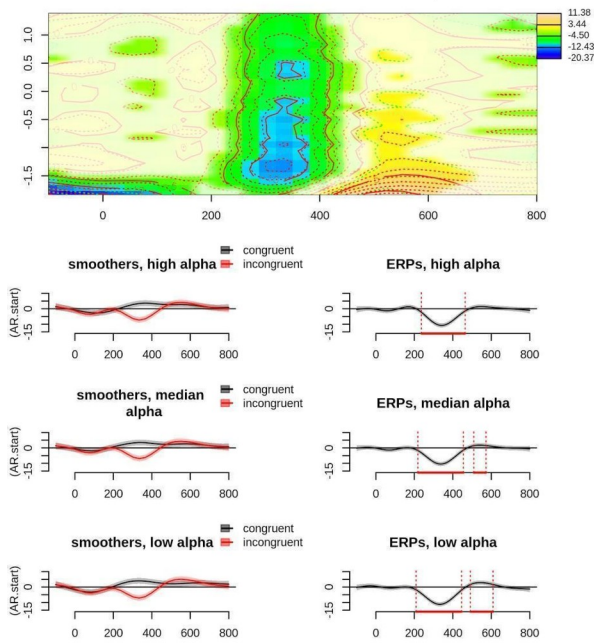 11.38
3.44
-4.50
-12.43
-20.37
1.0
0.5
0.0
-0.5
-1.5
0 200 400 600 800
congruent
incongruent
smoothers, high alpha
ERPs, high alpha
(AR.start)
-15 0
0 200 400 600 800
-15 0
0 200 400 600 800
congruent
incongruent
smoothers, median
alpha
ERPs, median alpha
(AR.start)
-15 0
0 200 400 600 800
-15 0
0 200 400 600 800
congruent
incongruent
smoothers, low alpha
ERPs, low alpha
(AR.start)
-15 0
0 200 400 600 800
-15 0
0 200 400 600 800